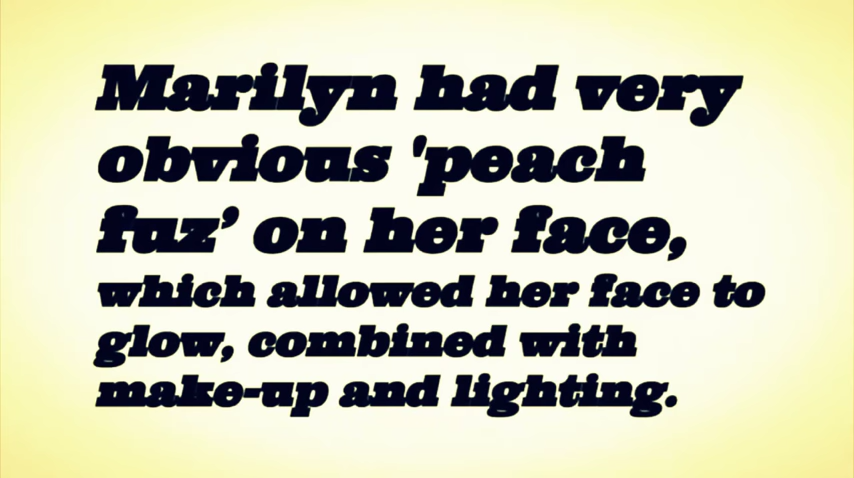 Marilyn had very
obvious 'peach
fuz’ on her face,
which allowed her face to
glow, combined with
make-up and lighting.